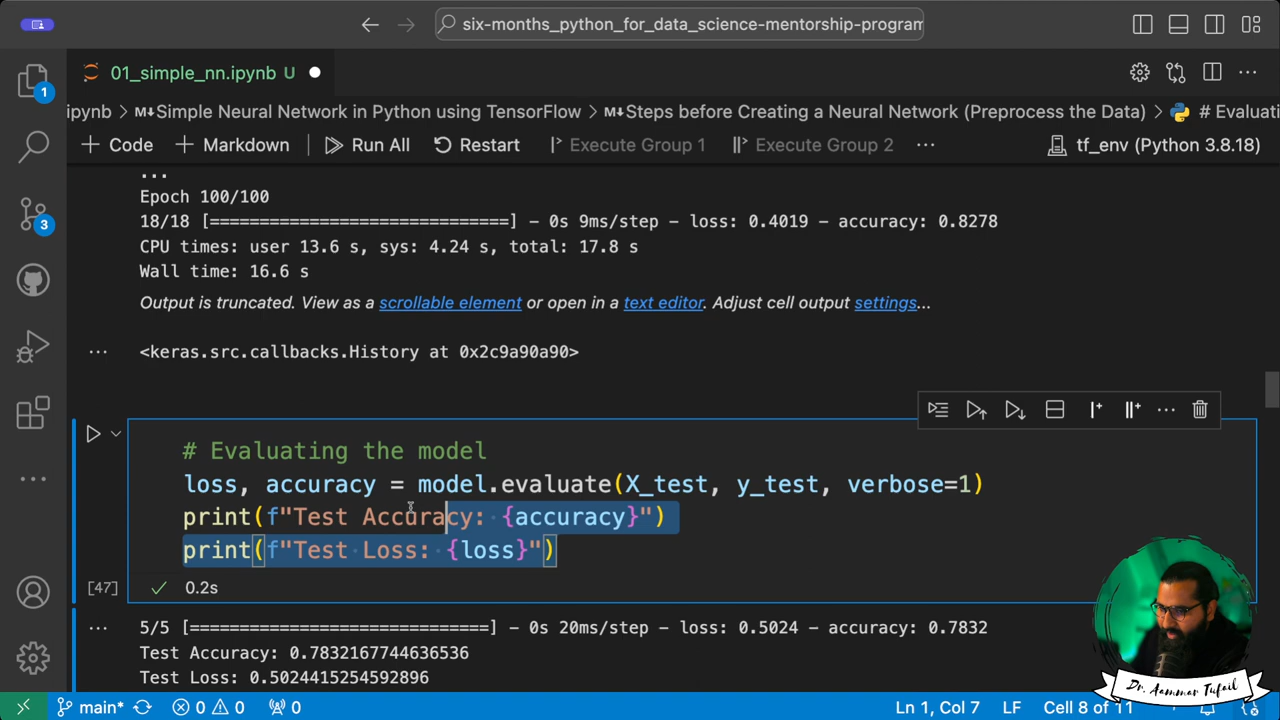 six-months_python_for_data_science-mentorship-program
01_simple_nn.ipynb U
ipynb > Simple Neural Network in Python using TensorFlow > Steps before Creating a Neural Network (Preprocess the Data) > # Evaluati
+ Code + Markdown Run All Restart Execute Group 1 Execute Group 2 ... tf_env (Python 3.8.18)
...
Epoch 100/100
18/18 [==============================] - 0s 9ms/step - loss: 0.4019 - accuracy: 0.8278
CPU times: user 13.6 s, sys: 4.24 s, total: 17.8 s
Wall time: 16.6 s
Output is truncated. View as a scrollable element or open in a text editor. Adjust cell output settings...
<keras.src.callbacks.History at 0x2c9a90a90>
# Evaluating the model
loss, accuracy = model.evaluate(X_test, y_test, verbose=1)
print(f"Test Accuracy: {accuracy}")
print(f"Test Loss: {loss}")
[47] 0.2s
5/5 [==============================] - 0s 20ms/step - loss: 0.5024 - accuracy: 0.7832
Test Accuracy: 0.7832167744636536
Test Loss: 0.5024415254592896
main* 0 0 0 Ln 1, Col 7 LF Cell 8 of 11
1
3
Dr. Aammar Tufail